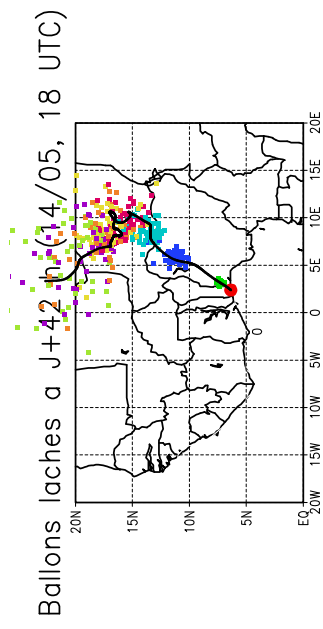 Ballons laches a J+42 h (14/05, 18 UTC)
20N
15N
10N
5N
EQ
20W
15W
10W
5W
0
5E
10E
15E
20E
0